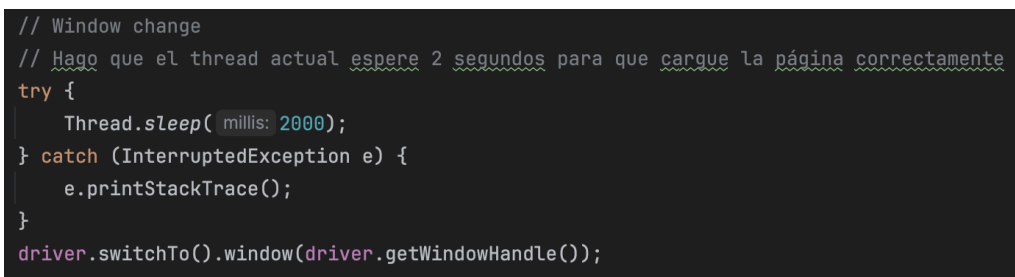 // Window change
// Hago que el thread actual espere 2 segundos para que cargue la página correctamente
try {
    Thread.sleep( millis: 2000);
} catch (InterruptedException e) {
    e.printStackTrace();
}
driver.switchTo().window(driver.getWindowHandle());